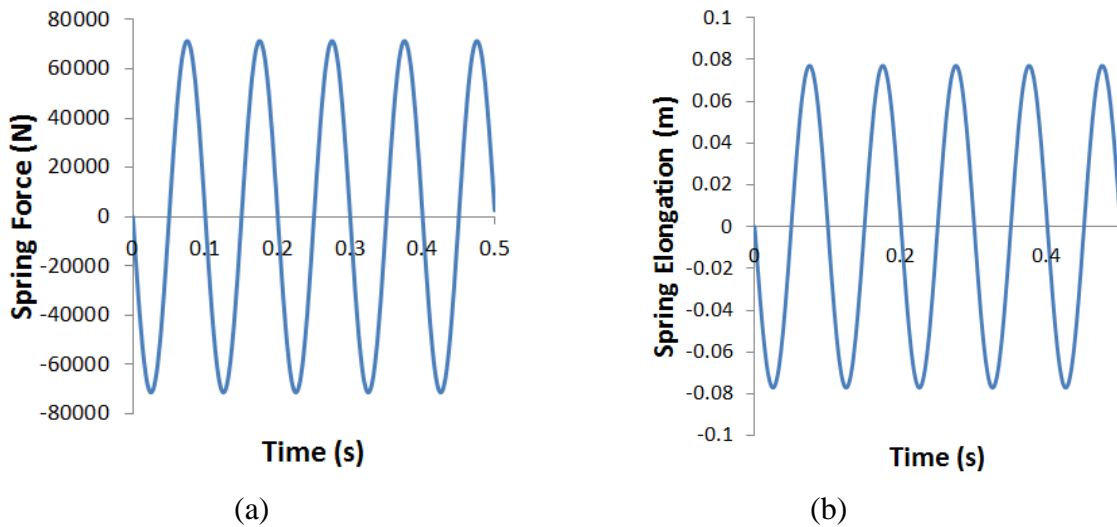 80000
60000
40000
20000
0
-20000
-40000
-60000
-80000
Spring Force (N)
0 0.1 0.2 0.3 0.4 0.5
Time (s)
(a)
0.1
0.08
0.06
0.04
0.02
0
-0.02
-0.04
-0.06
-0.08
-0.1
Spring Elongation (m)
0 0.2 0.4
Time (s)
(b)